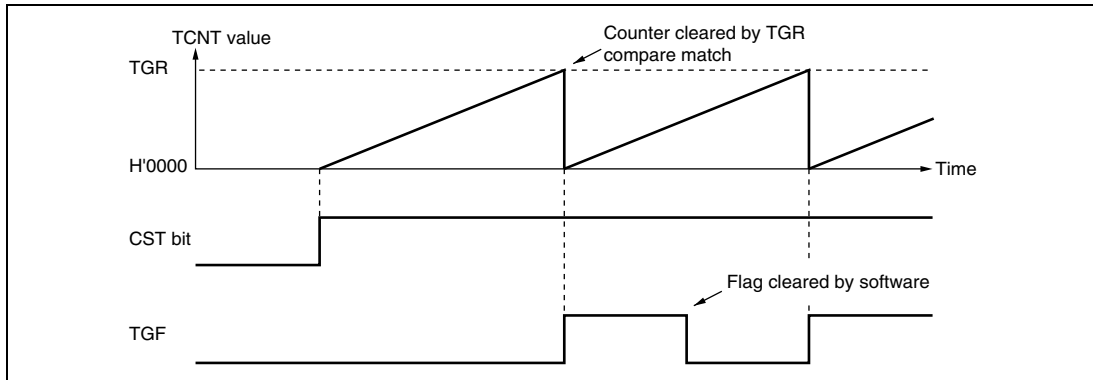 TCNT value
Counter cleared by TGR
compare match
TGR
H'0000
Time
CST bit
Flag cleared by software
TGF